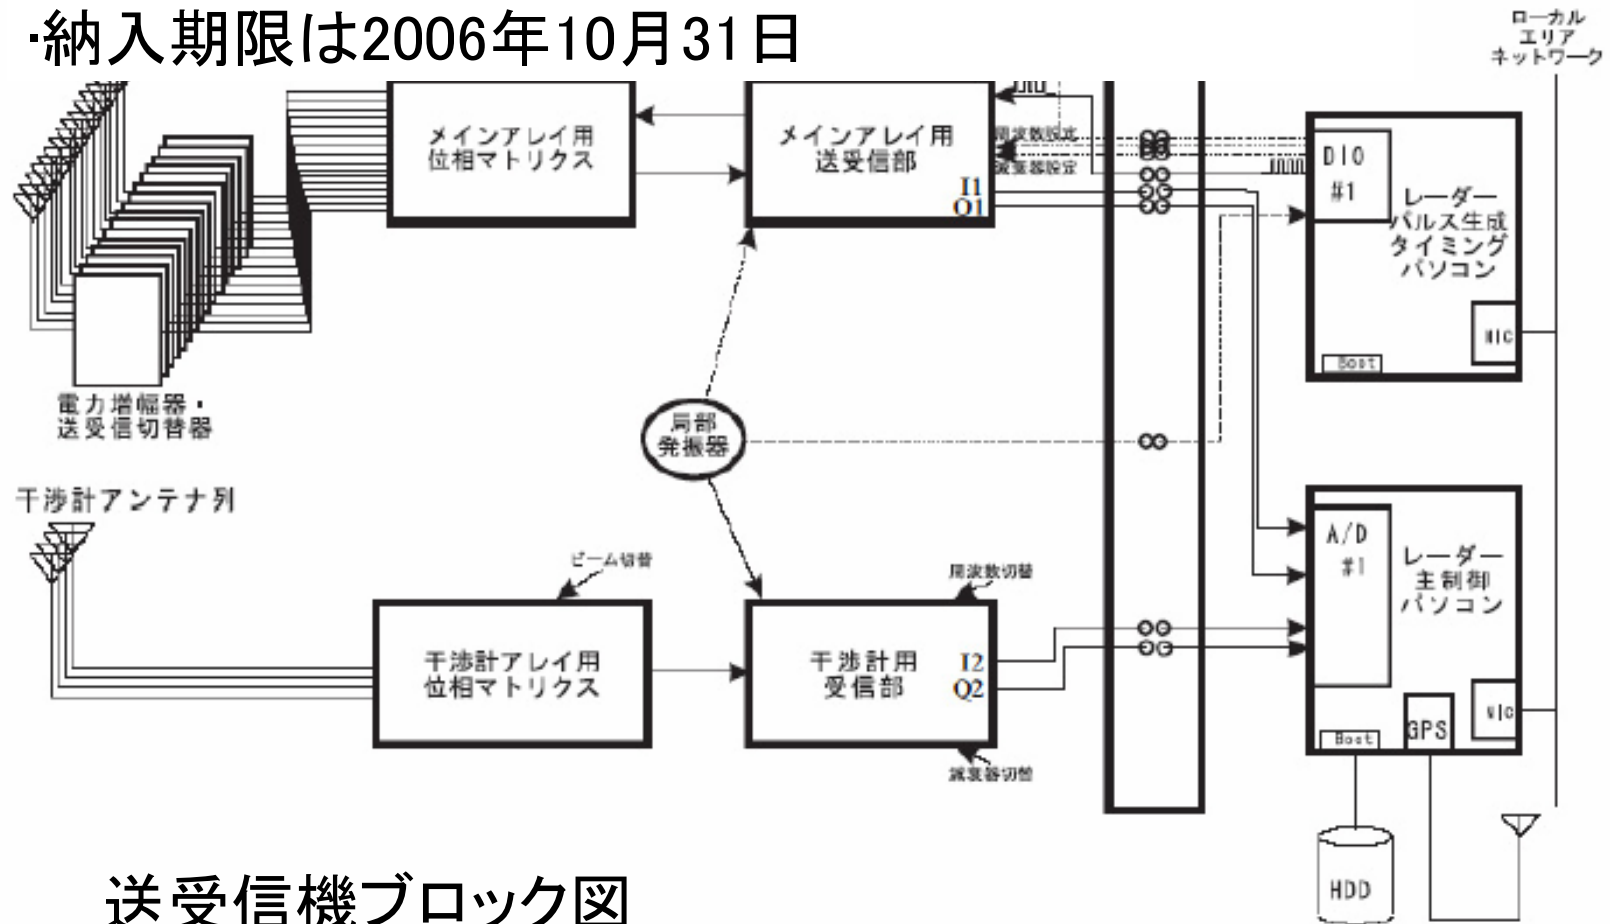 ·納入期限は2006年10月31日
ローカル
エリア
ネットワーク
メインアレイ用
位相マトリクス
メインアレイ用
送受信部
I1
Q1
周波数設定
減衰器設定
DIO
#1
レーダー
パルス生成
タイミング
パソコン
NIC
Boot
電力増幅器・
送受信切替器
局部
発振器
干渉計アンテナ列
ビーム切替
周波数切替
干渉計アレイ用
位相マトリクス
干渉計用
受信部
I2
Q2
減衰器切替
A/D
#1
レーダー
主制御
パソコン
NIC
GPS
Boot
HDD
送受信機ブロック図